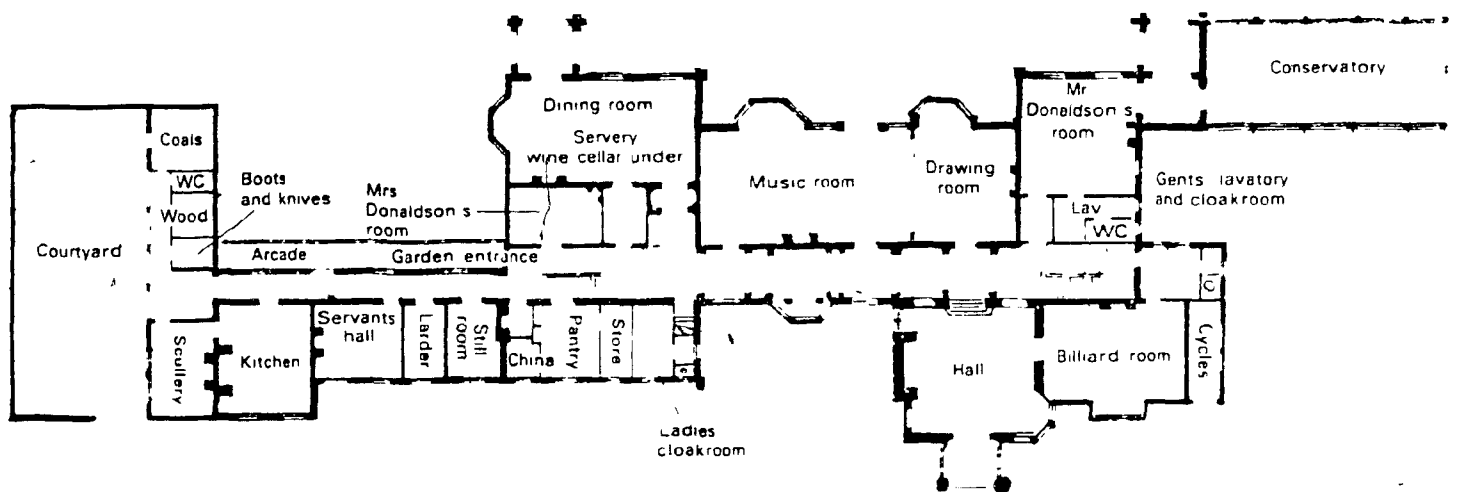 Conservatory
Mr
Donaldson s
room
Dining room
Servery
wine cellar under
Coals
WC
Boots
and knives
Mrs
Donaldson s
room
Music room
Drawing
room
Gents lavatory
and cloakroom
Wood
Lav
WC
Courtyard
Arcade
Garden entrance
Servants
hall
Larder
Still
room
China
Pantry
Store
Scullery
Kitchen
Hall
Billiard room
Cycles
Ladies
cloakroom